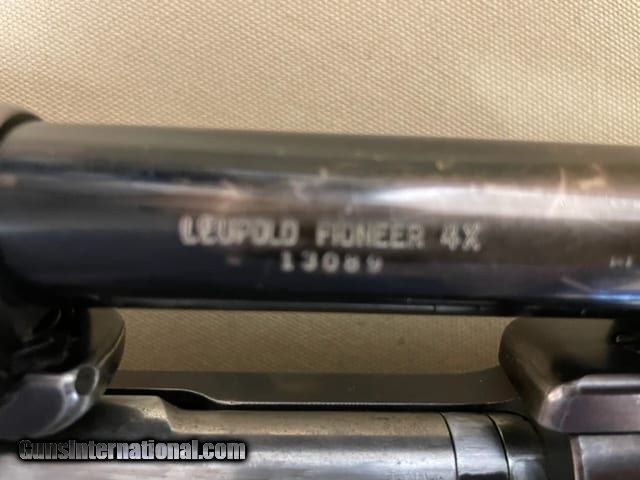 LEUPOLD PIONEER 4X
13089
GunsInternational.com